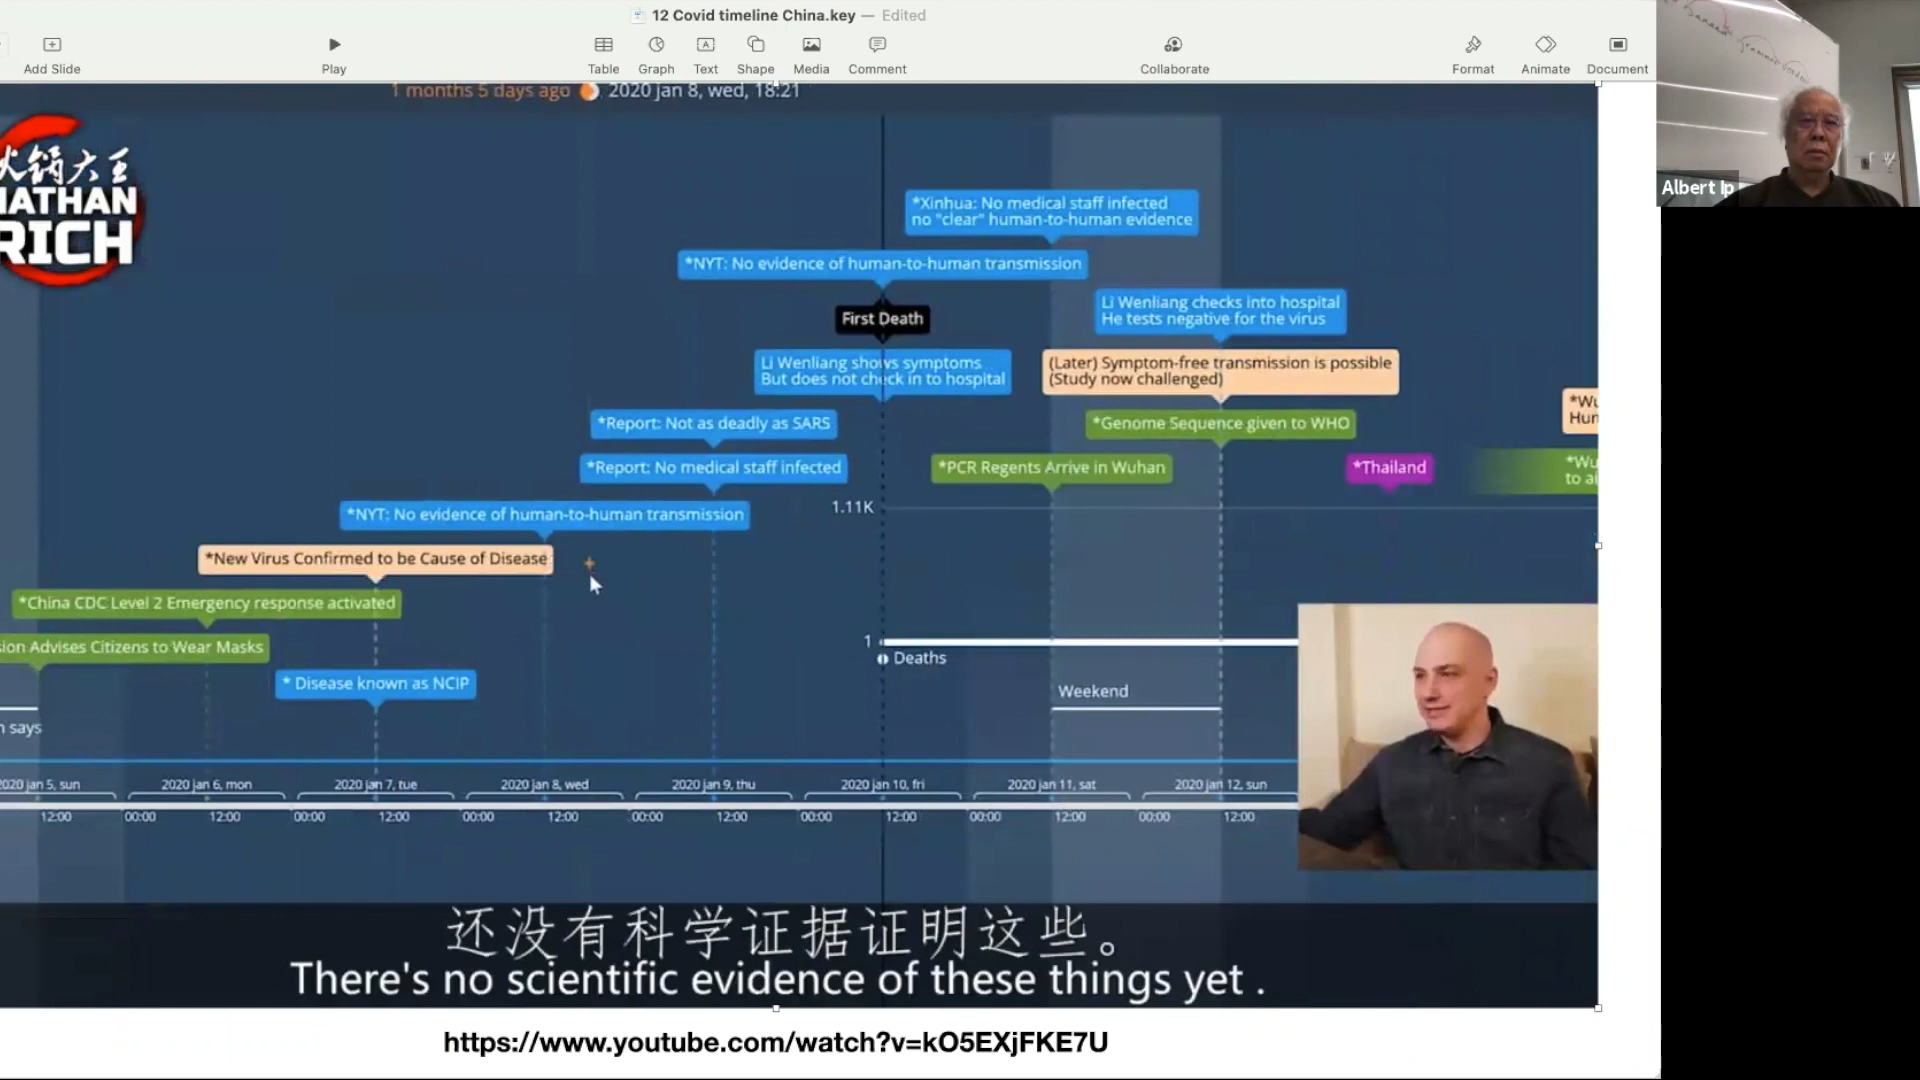 12 Covid timeline China.key — Edited
Add Slide
Play
Table
Graph
Text
Shape
Media
Comment
Collaborate
Format
Animate
Document
1 months 5 days ago
2020 jan 8, wed, 18:21
火锅大王
NATHAN
RICH
Albert Ip
*Xinhua: No medical staff infected
no "clear" human-to-human evidence
*NYT: No evidence of human-to-human transmission
First Death
Li Wenliang checks into hospital
He tests negative for the virus
Li Wenliang shows symptoms
But does not check in to hospital
(Later) Symptom-free transmission is possible
(Study now challenged)
*Report: Not as deadly as SARS
*Genome Sequence given to WHO
*Wu
Hun
*Report: No medical staff infected
*PCR Regents Arrive in Wuhan
*Thailand
*Wu
to ai
*NYT: No evidence of human-to-human transmission
1.11K
*New Virus Confirmed to be Cause of Disease
*China CDC Level 2 Emergency response activated
sion Advises Citizens to Wear Masks
1
Deaths
* Disease known as NCIP
Weekend
n says
2020 jan 5, sun
2020 jan 6, mon
2020 jan 7, tue
2020 jan 8, wed
2020 jan 9, thu
2020 jan 10, fri
2020 jan 11, sat
2020 jan 12, sun
12:00 00:00 12:00 00:00 12:00 00:00 12:00 00:00 12:00 00:00 12:00 00:00 12:00 00:00 12:00
还没有科学证据证明这些。
There's no scientific evidence of these things yet .
https://www.youtube.com/watch?v=kO5EXjFKE7U